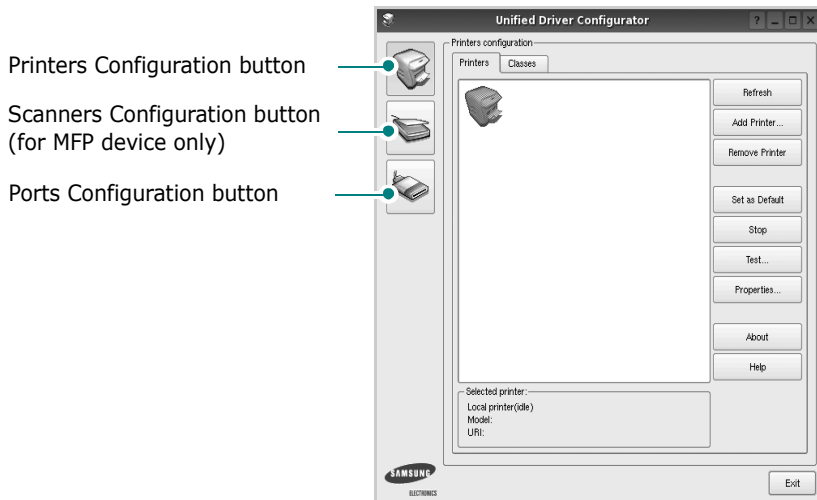 Unified Driver Configurator
Printers Configuration button
Scanners Configuration button
(for MFP device only)
Ports Configuration button
Printers configuration
Printers
Classes
Refresh
Add Printer...
Remove Printer
Set as Default
Stop
Test...
Properties...
About
Help
Selected printer:
Local printer(idle)
Model:
URI:
SAMSUNG
ELECTRONICS
Exit